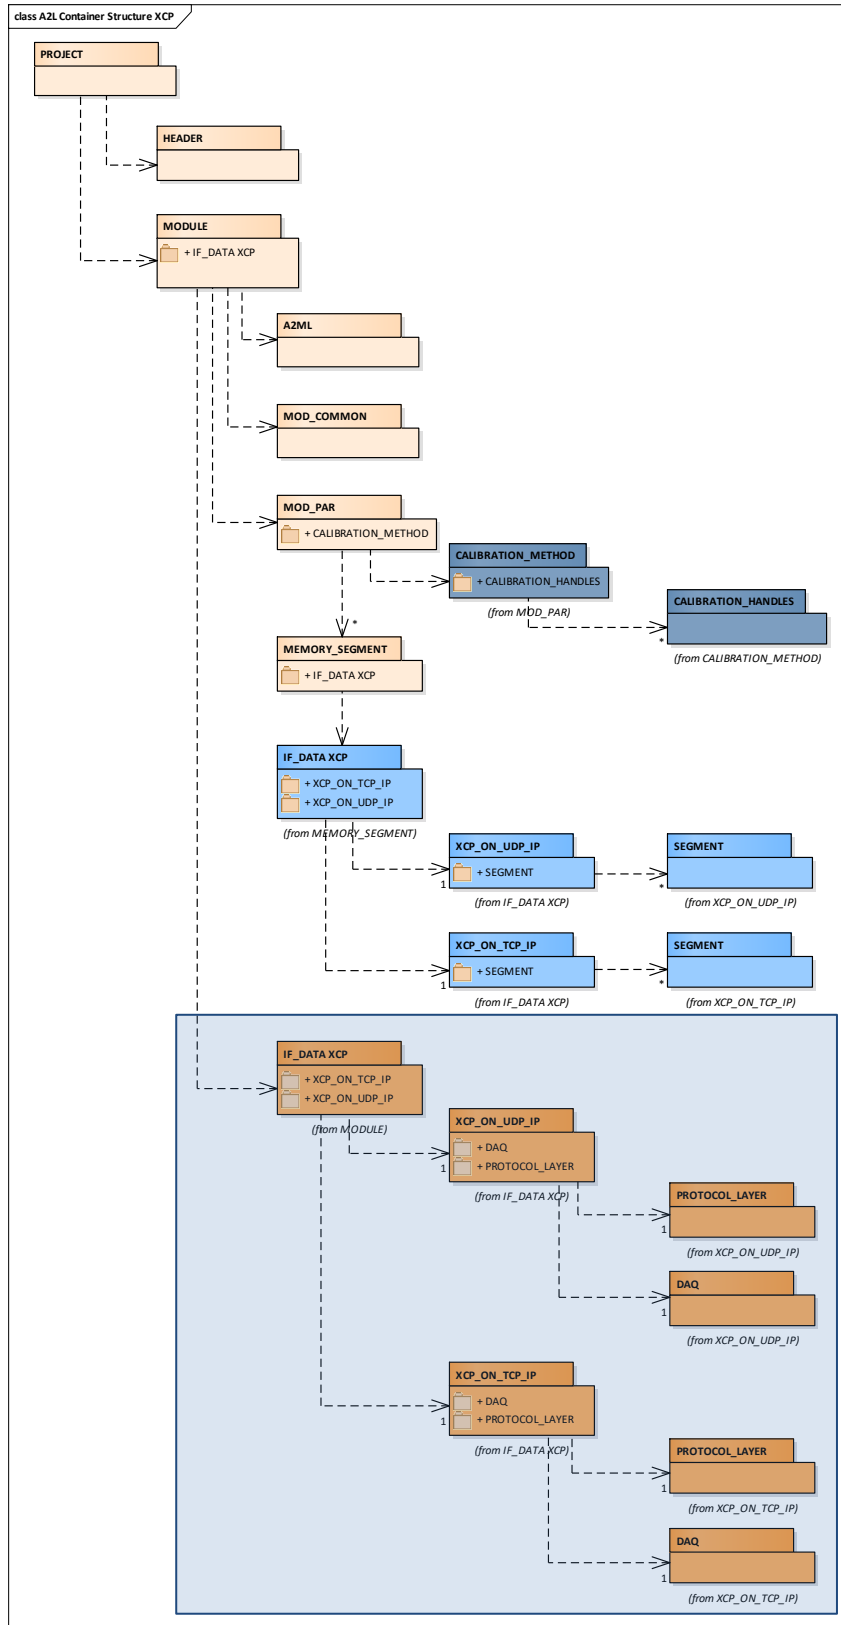 class A2L Container Structure XCP
PROJECT
HEADER
MODULE
+ IF_DATA XCP
A2ML
MOD_COMMON
MOD_PAR
+ CALIBRATION_METHOD
CALIBRATION_METHOD
+ CALIBRATION_HANDLES
(from MOD_PAR)
CALIBRATION_HANDLES
*
(from CALIBRATION_METHOD)
*
MEMORY_SEGMENT
+ IF_DATA XCP
IF_DATA XCP
+ XCP_ON_TCP_IP
+ XCP_ON_UDP_IP
(from MEMORY_SEGMENT)
XCP_ON_UDP_IP
+ SEGMENT
1
(from IF_DATA XCP)
SEGMENT
*
(from XCP_ON_UDP_IP)
XCP_ON_TCP_IP
+ SEGMENT
1
(from IF_DATA XCP)
SEGMENT
*
(from XCP_ON_TCP_IP)
IF_DATA XCP
+ XCP_ON_TCP_IP
+ XCP_ON_UDP_IP
(from MODULE)
XCP_ON_UDP_IP
+ DAQ
+ PROTOCOL_LAYER
1
(from IF_DATA XCP)
PROTOCOL_LAYER
1
(from XCP_ON_UDP_IP)
DAQ
1
(from XCP_ON_UDP_IP)
XCP_ON_TCP_IP
+ DAQ
+ PROTOCOL_LAYER
1
(from IF_DATA XCP)
PROTOCOL_LAYER
1
(from XCP_ON_TCP_IP)
DAQ
1
(from XCP_ON_TCP_IP)